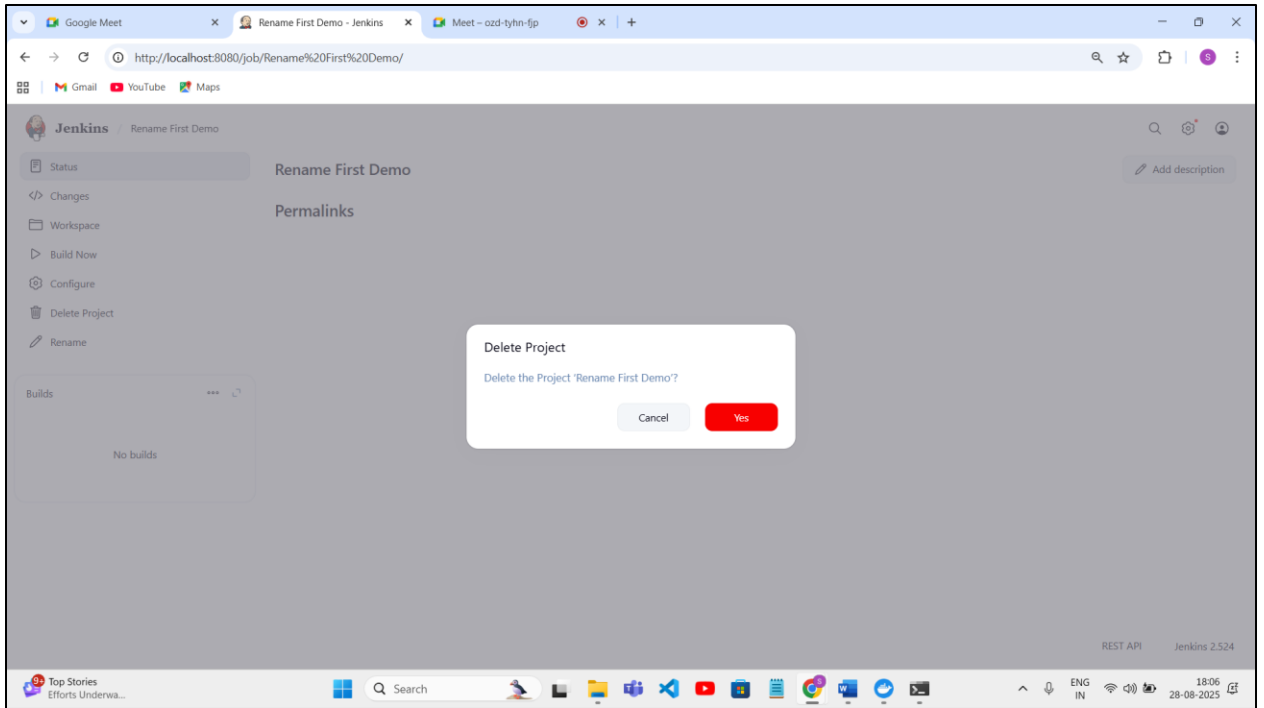 Google Meet
Rename First Demo - Jenkins
Meet – ozd-tyhn-fjp
http://localhost:8080/job/Rename%20First%20Demo/
S
Gmail
YouTube
Maps
Jenkins / Rename First Demo
Status
Rename First Demo
Add description
Changes
Permalinks
Workspace
Build Now
Configure
Delete Project
Rename
Delete Project
Delete the Project 'Rename First Demo'?
Cancel
Yes
Builds
No builds
REST API
Jenkins 2.524
9+
Top Stories
Efforts Underwa...
Search
ENG
IN
18:06
28-08-2025